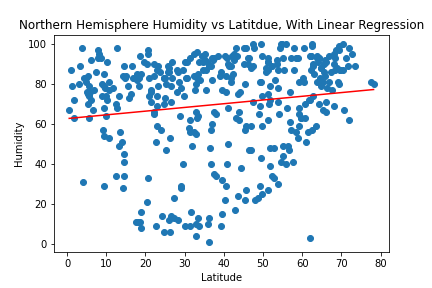 Northern Hemisphere Humidity vs Latitdue, With Linear Regression
100
80
60
40
20
0
Humidity
0 10 20 30 40 50 60 70 80
Latitude